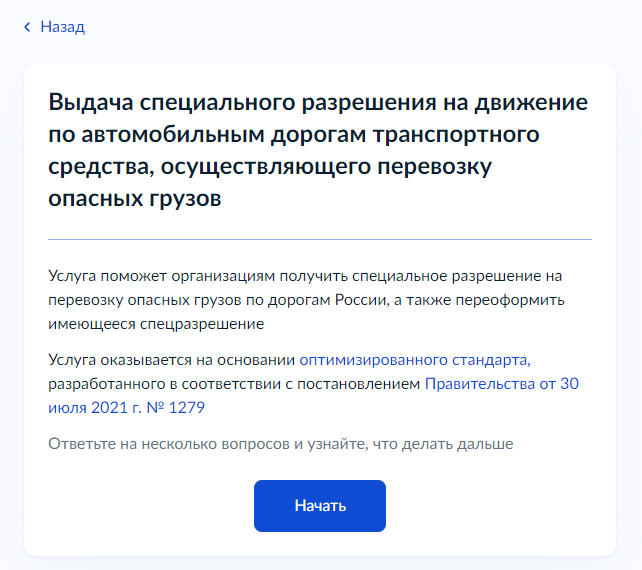 Назад
Выдача специального разрешения на движение
по автомобильным дорогам транспортного
средства, осуществляющего перевозку
опасных грузов
Услуга поможет организациям получить специальное разрешение на
перевозку опасных грузов по дорогам России, а также переоформить
имеющееся спецразрешение
Услуга оказывается на основании оптимизированного стандарта,
разработанного в соответствии с постановлением Правительства от 30
июля 2021 г. № 1279
Ответьте на несколько вопросов и узнайте, что делать дальше
Начать